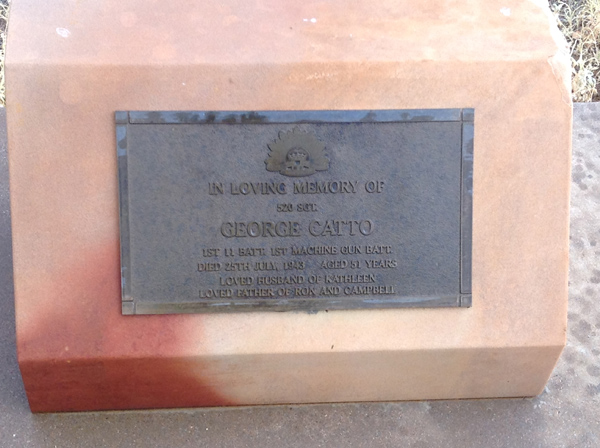 IN LOVING MEMORY OF
520 SGT.
GEORGE CATTO
1ST 11 BATT. 1ST MACHINE GUN BATT.
DIED 25TH JULY, 1943 AGED 51 YEARS
LOVED HUSBAND OF KATHLEEN
LOVED FATHER OF RON AND CAMPBELL